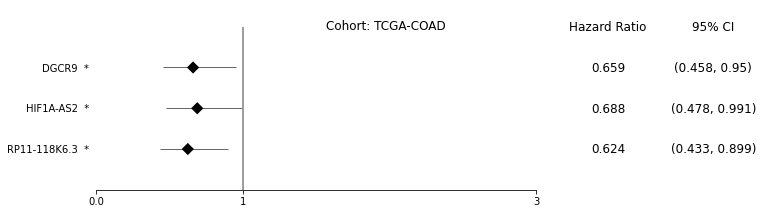 Cohort: TCGA-COAD Hazard Ratio 95% CI
DGCR9 * 0.659 (0.458, 0.95)
HIF1A-AS2 * 0.688 (0.478, 0.991)
RP11-118K6.3 * 0.624 (0.433, 0.899)
0.0 1 3